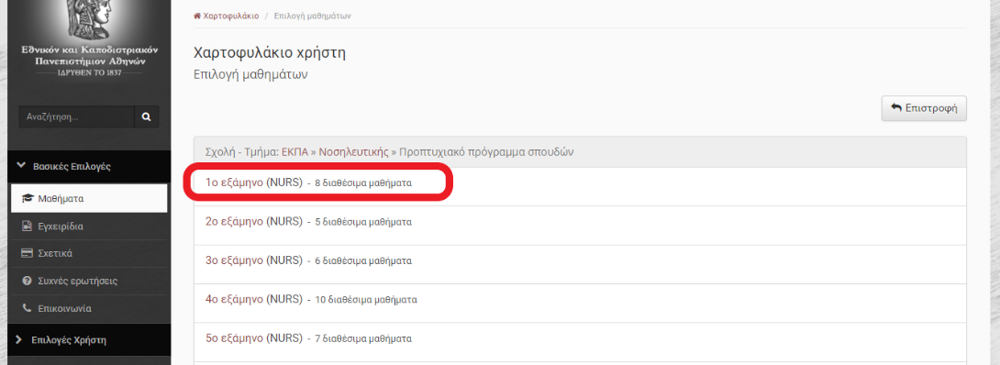 Εθνικόν και Καποδιστριακόν
Πανεπιστήμιον Αθηνών
ΙΔΡΥΘΕΝ ΤΟ 1837
Αναζήτηση...
Βασικές Επιλογές
Μαθήματα
Εγχειρίδια
Σχετικά
Συχνές ερωτήσεις
Επικοινωνία
Επιλογές Χρήστη
Χαρτοφυλάκιο / Επιλογή μαθημάτων
Χαρτοφυλάκιο χρήστη
Επιλογή μαθημάτων
Επιστροφή
Σχολή - Τμήμα: ΕΚΠΑ » Νοσηλευτικής » Προπτυχιακό πρόγραμμα σπουδών
1ο εξάμηνο (NURS) - 8 διαθέσιμα μαθήματα
2ο εξάμηνο (NURS) - 5 διαθέσιμα μαθήματα
3ο εξάμηνο (NURS) - 6 διαθέσιμα μαθήματα
4ο εξάμηνο (NURS) - 10 διαθέσιμα μαθήματα
5ο εξάμηνο (NURS) - 7 διαθέσιμα μαθήματα